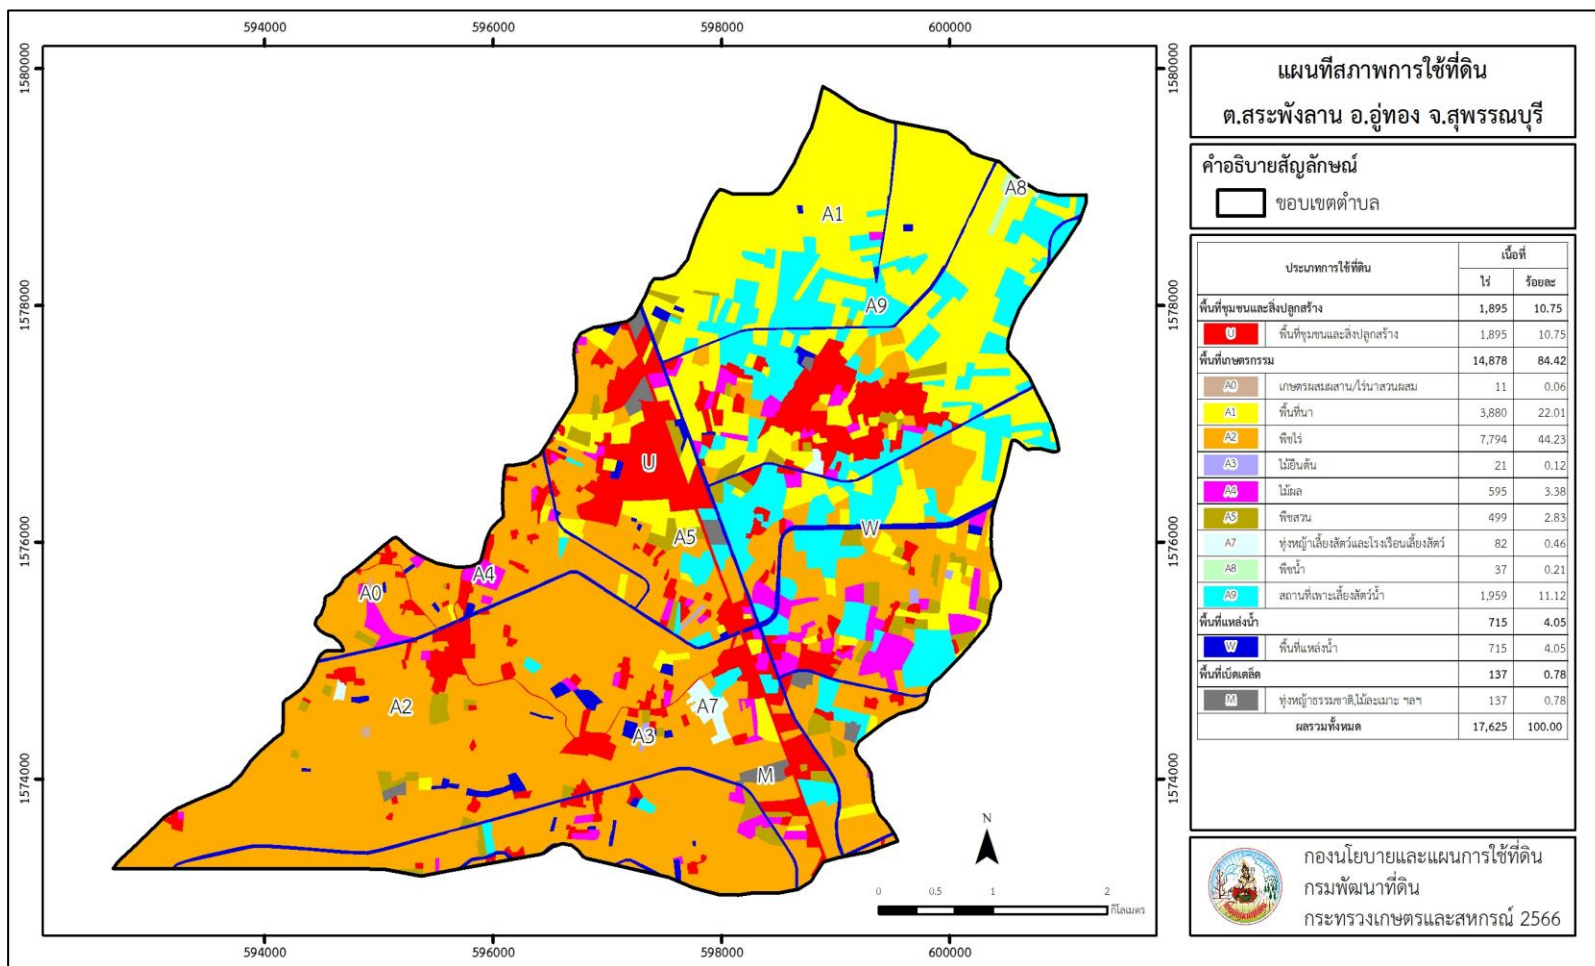 594000 596000 598000 600000
1580000 1580000
1578000 1578000
1576000 1576000
1574000 1574000
A8
A1
A9
U
W
A5
A4
A0
A2
A7
A3
M
N
0 0.5 1 2
กิโลเมตร
594000 596000 598000 600000
แผนที่สภาพการใช้ที่ดิน
ต.สระพังลาน อ.อู่ทอง จ.สุพรรณบุรี
คำอธิบายสัญลักษณ์
ขอบเขตตำบล
ประเภทการใช้ที่ดิน เนื้อที่
ไร่ ร้อยละ
พื้นที่ชุมชนและสิ่งปลูกสร้าง 1,895 10.75
U พื้นที่ชุมชนและสิ่งปลูกสร้าง 1,895 10.75
พื้นที่เกษตรกรรม 14,878 84.42
A0 เกษตรผสมผสาน/ไร่นาสวนผสม 11 0.06
A1 พื้นที่นา 3,880 22.01
A2 พืชไร่ 7,794 44.23
A3 ไม้ยืนต้น 21 0.12
A4 ไม้ผล 595 3.38
A5 พืชสวน 499 2.83
A7 ทุ่งหญ้าเลี้ยงสัตว์และโรงเรือนเลี้ยงสัตว์ 82 0.46
A8 พืชน้ำ 37 0.21
A9 สถานที่เพาะเลี้ยงสัตว์น้ำ 1,959 11.12
พื้นที่แหล่งน้ำ 715 4.05
W พื้นที่แหล่งน้ำ 715 4.05
พื้นที่เบ็ดเตล็ด 137 0.78
M ทุ่งหญ้าธรรมชาติ,ไม้ละเมาะ ฯลฯ 137 0.78
ผลรวมทั้งหมด 17,625 100.00
กองนโยบายและแผนการใช้ที่ดิน
กรมพัฒนาที่ดิน
กระทรวงเกษตรและสหกรณ์ 2566